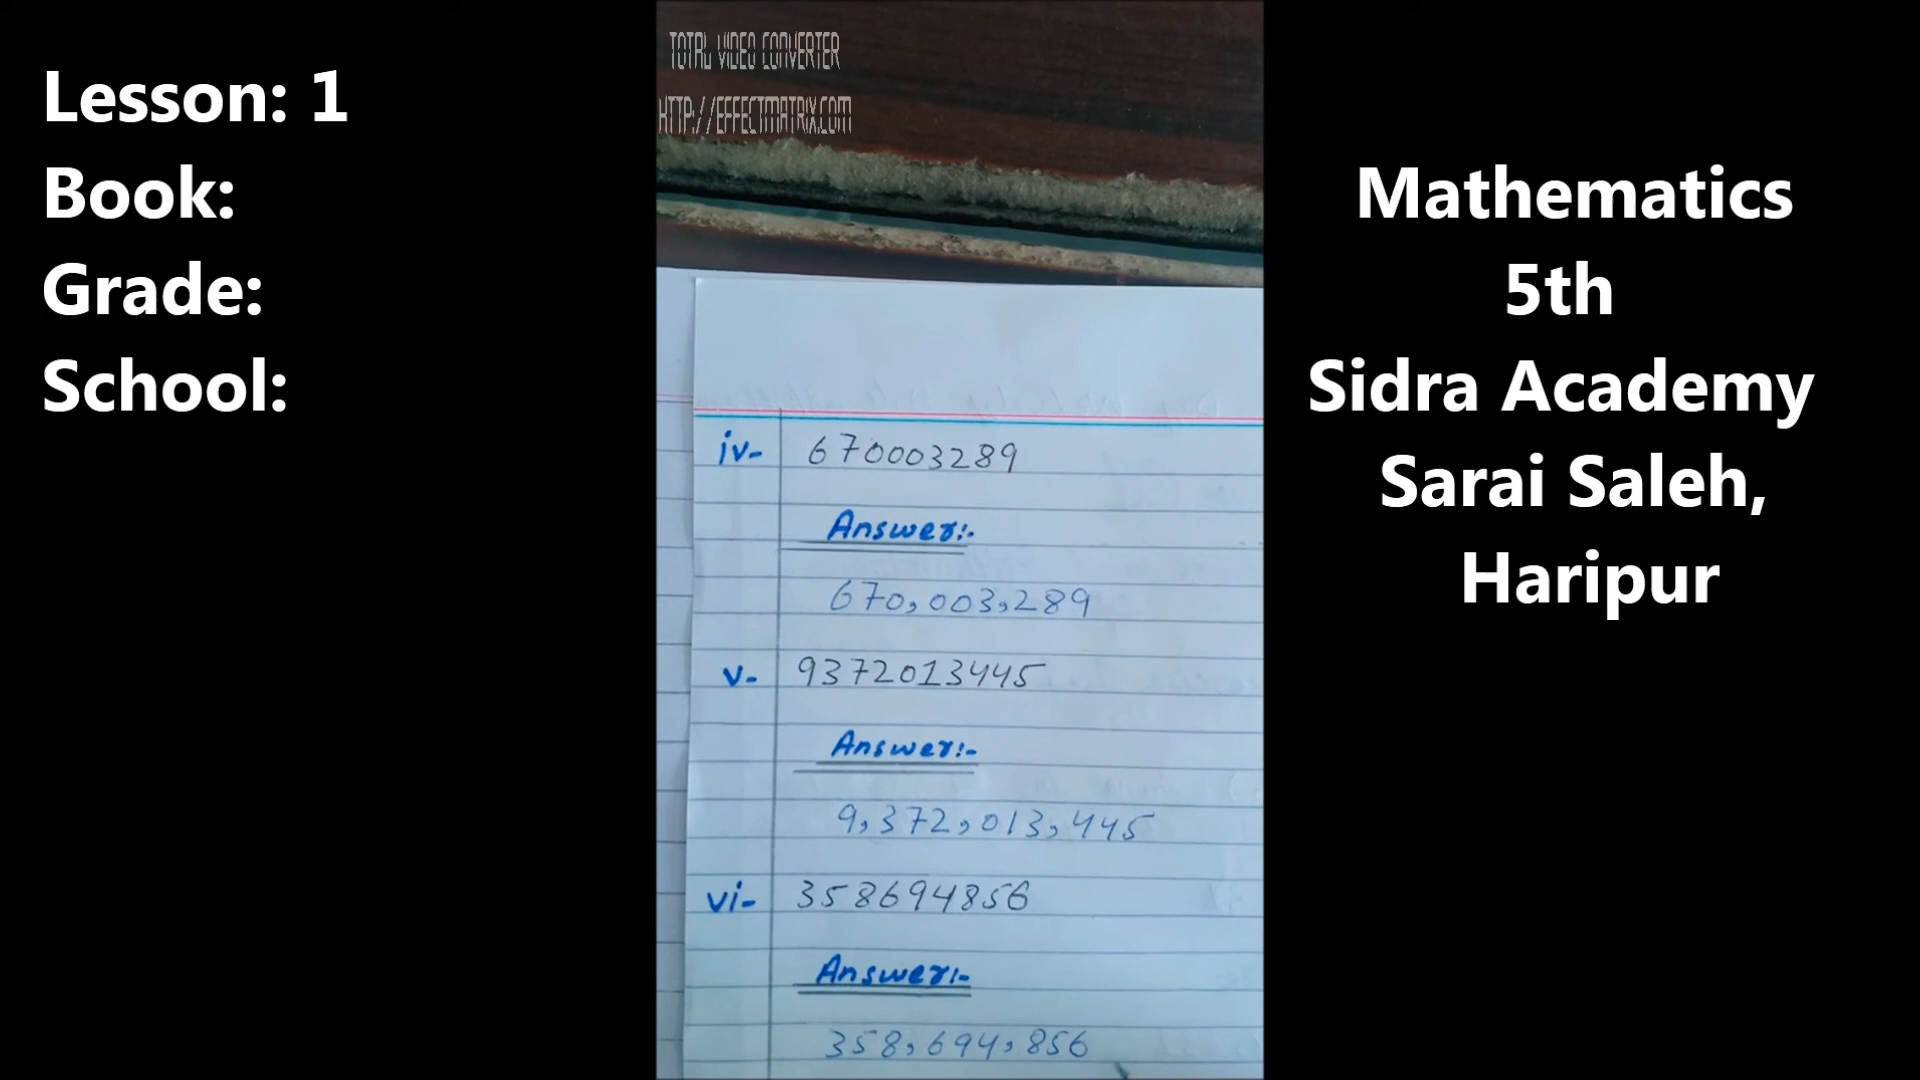 Lesson: 1
Book:
Grade:
School:
TOTAL VIDEO CONVERTER
HTTP://EFFECTMATRIX.COM
iv- 670003289
Answer:-
670,003,289
v- 9372013445
Answer:-
9,372,013,445
vi- 358694856
Answer:-
358,694,856
Mathematics
5th
Sidra Academy
Sarai Saleh,
Haripur